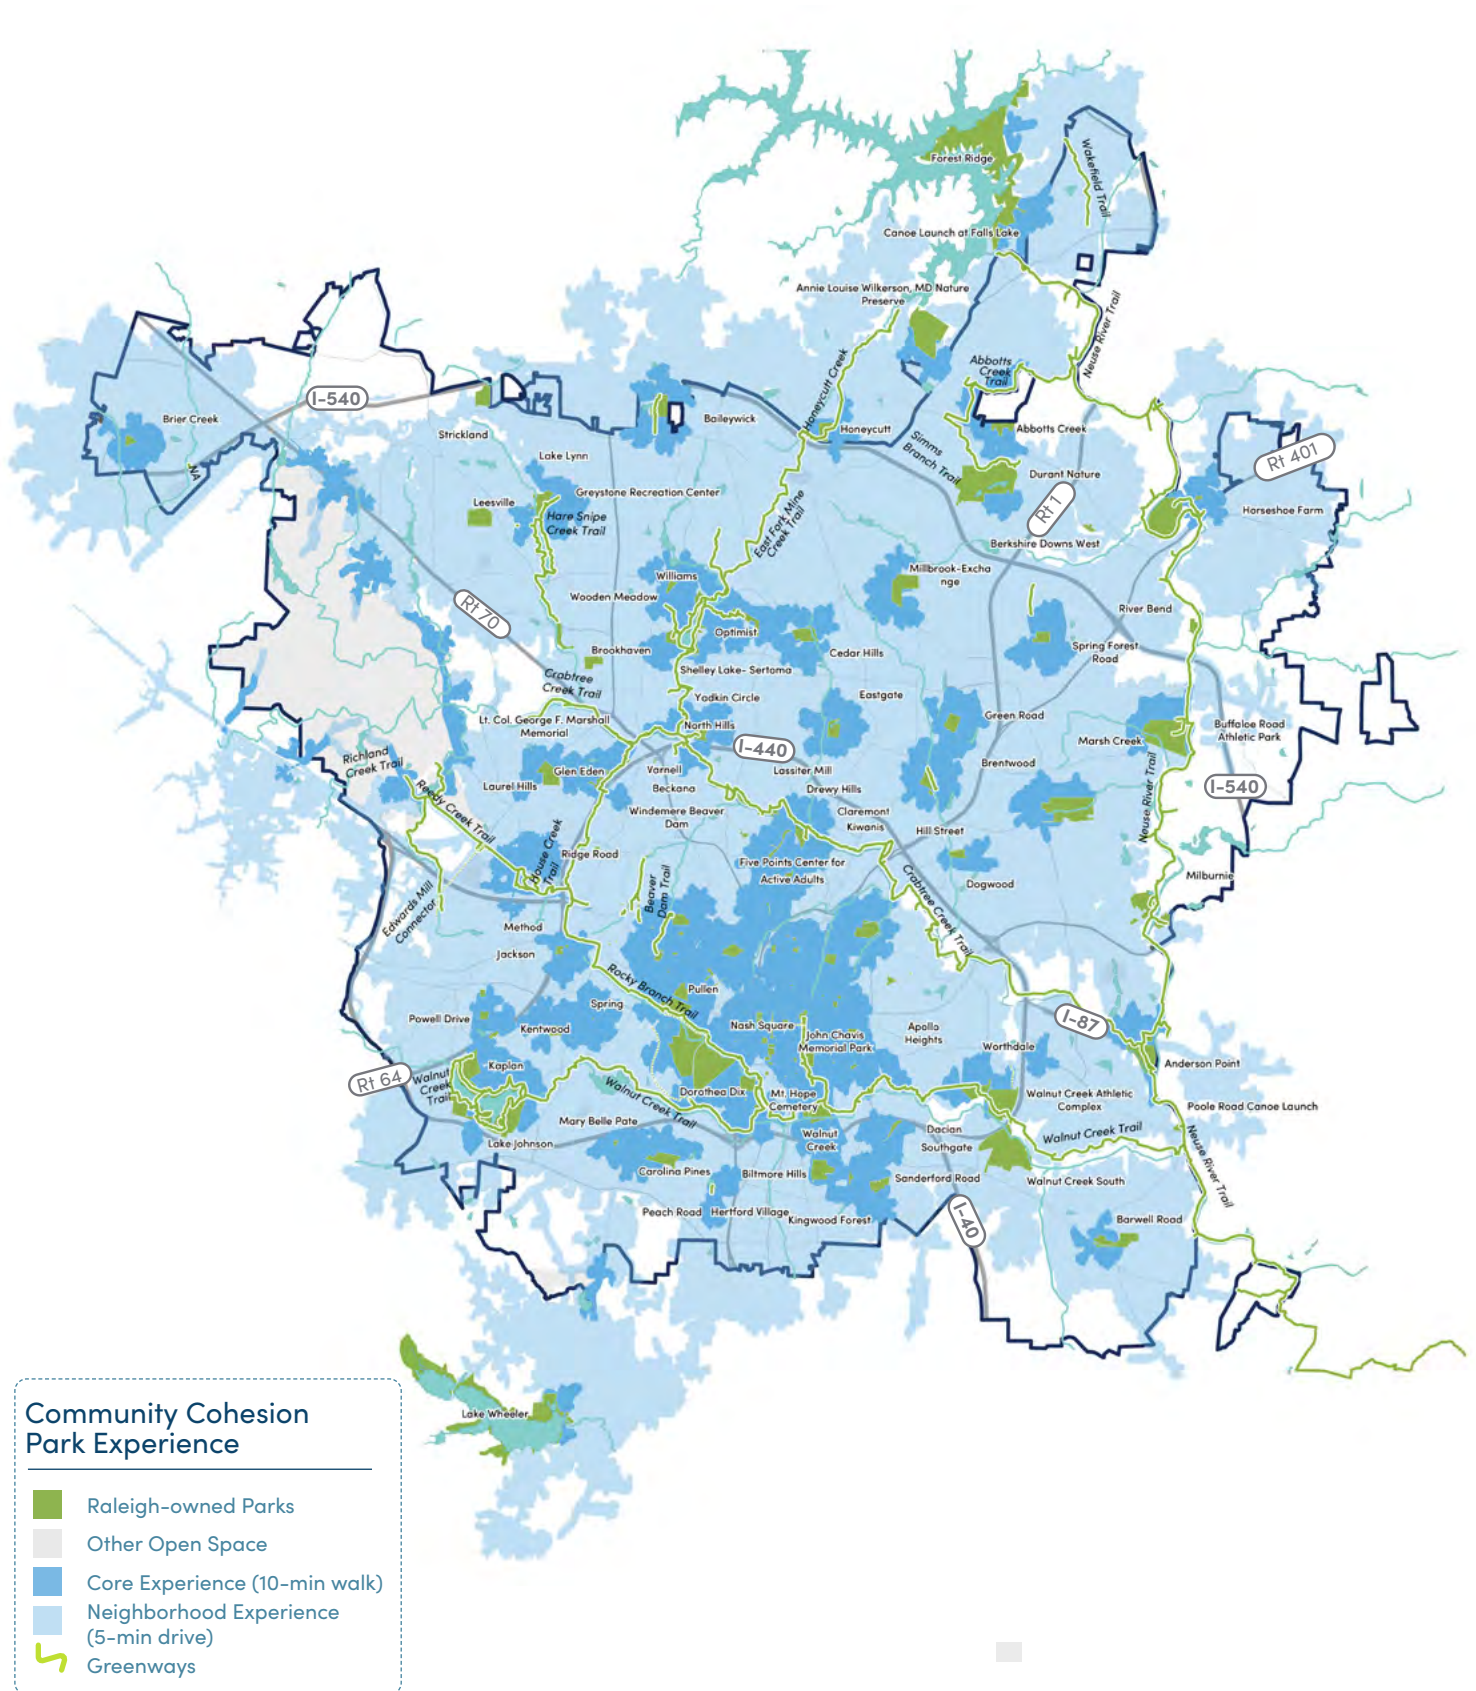 Forest Ridge
Wakefield Trail
Canoe Launch at Falls Lake
Annie Louise Wilkerson, MD Nature
Preserve
Neuse River Trail
Honeycutt Creek
Abbotts
Creek
Trail
I-540
Brier Creek
NA
Strickland
Baileywick
Honeycutt
Abbotts Creek
Simms
Branch Trail
Rt 401
Lake Lynn
Greystone Recreation Center
Leesville
Hare Snipe
Creek Trail
East Fork Mine
Creek Trail
Durant Nature
Rt 1
Horseshoe Farm
Berkshire Downs West
Millbrook-Excha
nge
Williams
Wooden Meadow
Rt 70
River Bend
Optimist
Brookhaven
Cedar Hills
Spring Forest
Road
Shelley Lake- Sertoma
Crabtree
Creek Trail
Yadkin Circle
Eastgate
Lt. Col. George F. Marshall
Memorial
North Hills
Green Road
Buffaloe Road
Athletic Park
Marsh Creek
I-440
Richland
Creek Trail
Glen Eden
Varnell
Lassiter Mill
Brentwood
Laurel Hills
Beckana
Drewry Hills
I-540
Neuse River Trail
Reedy Creek Trail
Windemere Beaver
Dam
Claremont
Kiwanis
Hill Street
House Creek
Trail
Ridge Road
Five Points Center for
Active Adults
Beaver
Dam Trail
Crabtree Creek Trail
Dogwood
Milburnie
Edwards Mill
Connector
Method
Jackson
Rocky Branch Trail
Pullen
Spring
Powell Drive
Kentwood
Nash Square
John Chavis
Memorial Park
Apollo
Heights
I-87
Worthdale
Anderson Point
Kaplan
Rt 64
Walnut
Creek
Trail
Walnut Creek Trail
Dorothea Dix
Mt. Hope
Cemetery
Walnut Creek Athletic
Complex
Poole Road Canoe Launch
Mary Belle Pate
Lake Johnson
Walnut
Creek
Dacian
Southgate
Walnut Creek Trail
Neuse River Trail
Carolina Pines
Biltmore Hills
Sanderford Road
Walnut Creek South
Peach Road
Hertford Village
Kingwood Forest
I-40
Barwell Road
Lake Wheeler
Community Cohesion
Park Experience
Raleigh-owned Parks
Other Open Space
Core Experience (10-min walk)
Neighborhood Experience
(5-min drive)
Greenways